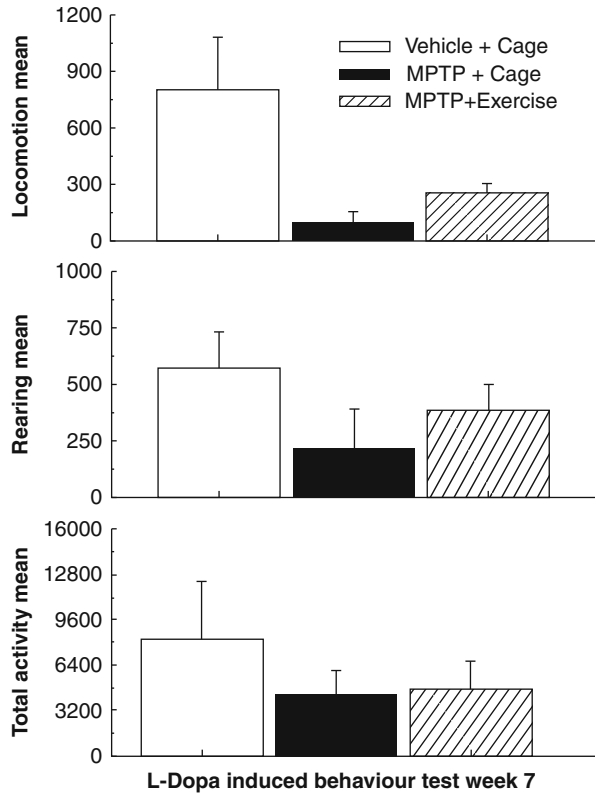 Locomotion mean
1200
900
600
300
0
Vehicle + Cage
MPTP + Cage
MPTP+Exercise
Rearing mean
1000
750
500
250
0
Total activity mean
16000
12800
9600
6400
3200
0
L-Dopa induced behaviour test week 7